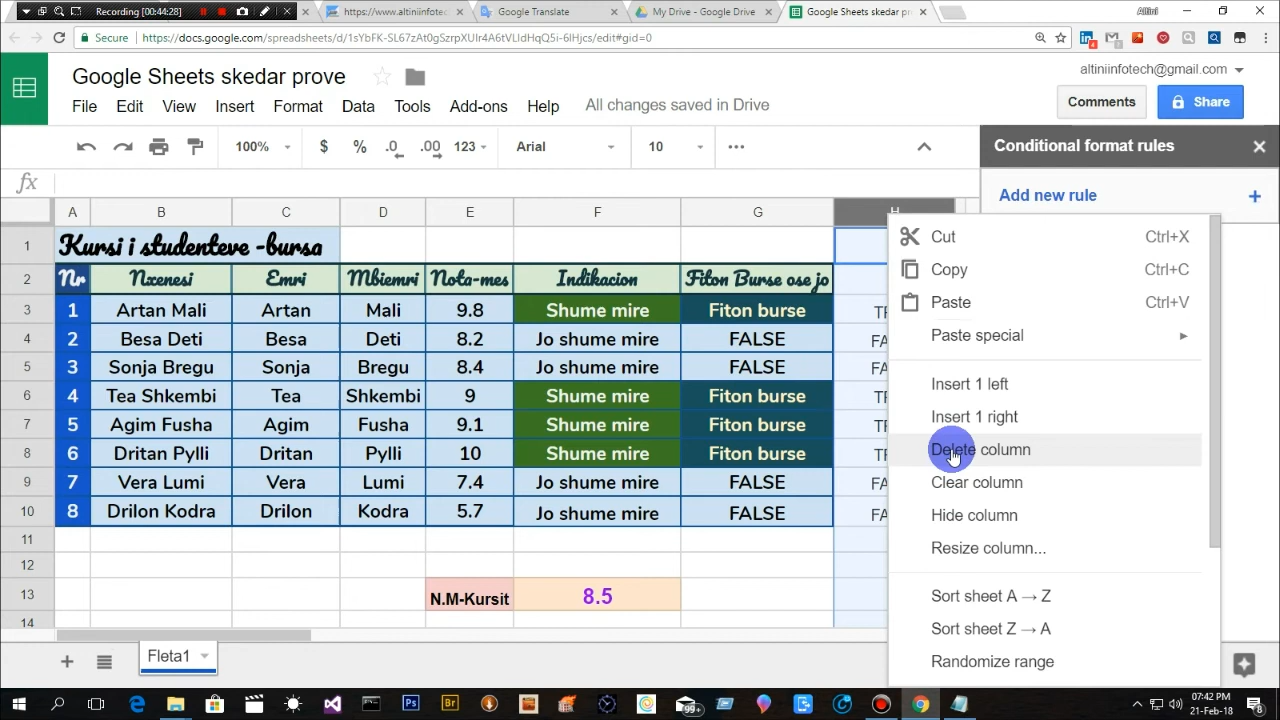 Recording [00:44:28]
https://www.altiniinfotec
Google Translate
My Drive - Google Drive
Google Sheets skedar pro
Altini
Secure
https://docs.google.com/spreadsheets/d/1sYbFK-SL67zAt0gSzrpXUIr4A6tVLIdHqQ5i-6lHjcs/edit#gid=0
Google Sheets skedar prove
altiniinfotech@gmail.com
File Edit View Insert Format Data Tools Add-ons Help All changes saved in Drive
Comments
Share
100% $ % .0 .00 123 Arial 10
Conditional format rules
fx
Add new rule
A B C D E F G H
1 Kursi i studenteve -bursa
2 Nr Nxenesi Emri Mbiemri Nota-mes Indikacion Fiton Burse ose jo
3 1 Artan Mali Artan Mali 9.8 Shume mire Fiton burse
4 2 Besa Deti Besa Deti 8.2 Jo shume mire FALSE FA
5 3 Sonja Bregu Sonja Bregu 8.4 Jo shume mire FALSE FA
6 4 Tea Shkembi Tea Shkembi 9 Shume mire Fiton burse
7 5 Agim Fusha Agim Fusha 9.1 Shume mire Fiton burse
8 6 Dritan Pylli Dritan Pylli 10 Shume mire Fiton burse
9 7 Vera Lumi Vera Lumi 7.4 Jo shume mire FALSE FA
10 8 Drilon Kodra Drilon Kodra 5.7 Jo shume mire FALSE FA
11
12
13 N.M-Kursit 8.5
14
Cut Ctrl+X
Copy Ctrl+C
Paste Ctrl+V
Paste special
Insert 1 left
Insert 1 right
Delete column
Clear column
Hide column
Resize column...
Sort sheet A → Z
Sort sheet Z → A
Randomize range
Fleta1
99+
07:42 PM
21-Feb-18
8